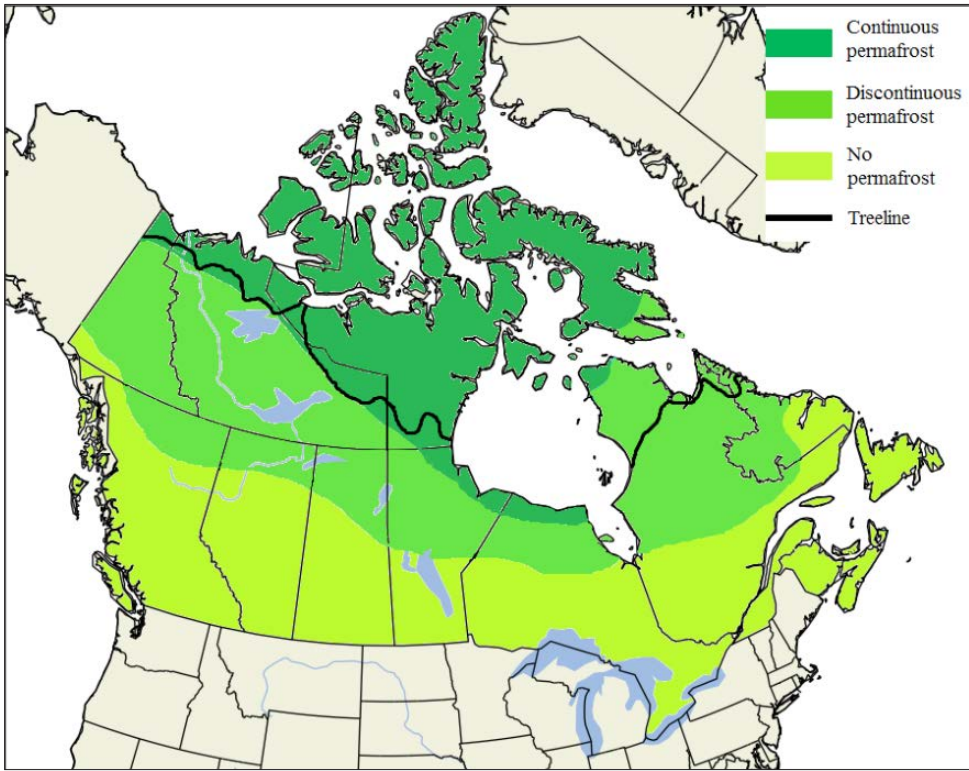 Continuous
permafrost
Discontinuous
permafrost
No
permafrost
Treeline